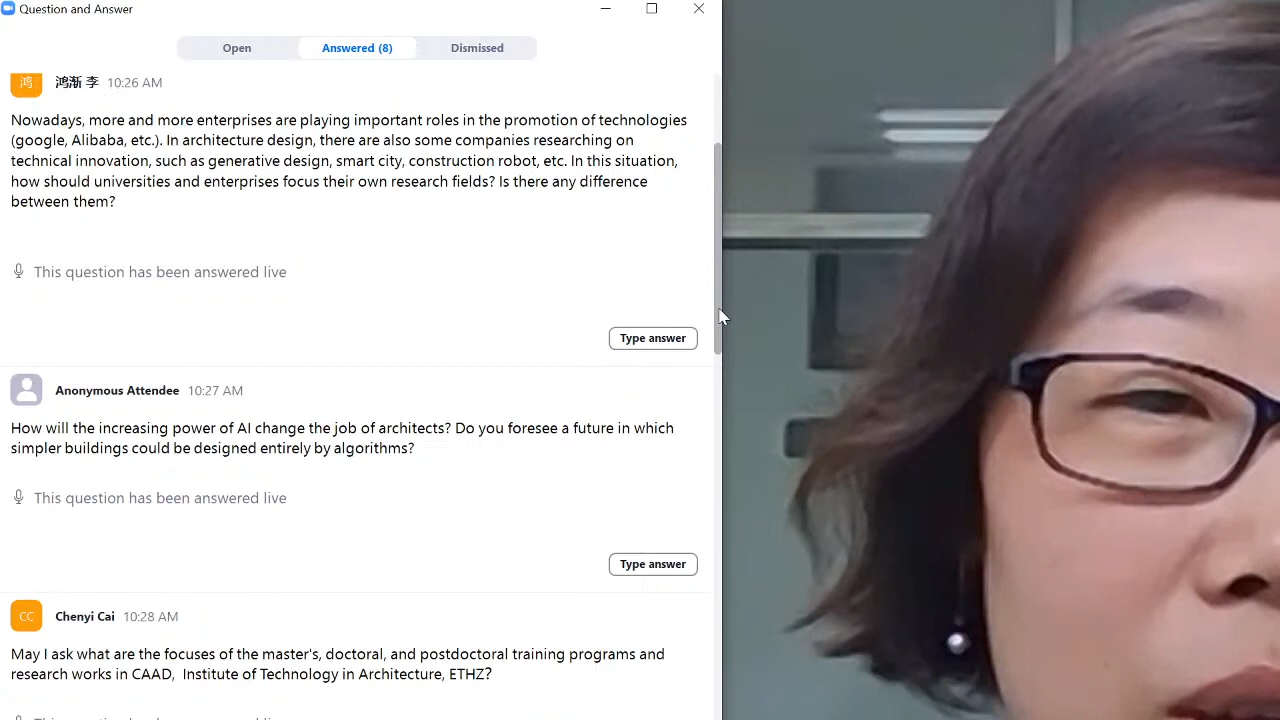 Question and Answer
Open
Answered (8)
Dismissed
鸿
鸿渐 李 10:26 AM
Nowadays, more and more enterprises are playing important roles in the promotion of technologies
(google, Alibaba, etc.). In architecture design, there are also some companies researching on
technical innovation, such as generative design, smart city, construction robot, etc. In this situation,
how should universities and enterprises focus their own research fields? Is there any difference
between them?
This question has been answered live
Type answer
Anonymous Attendee 10:27 AM
How will the increasing power of AI change the job of architects? Do you foresee a future in which
simpler buildings could be designed entirely by algorithms?
This question has been answered live
Type answer
CC
Chenyi Cai 10:28 AM
May I ask what are the focuses of the master's, doctoral, and postdoctoral training programs and
research works in CAAD, Institute of Technology in Architecture, ETHZ?